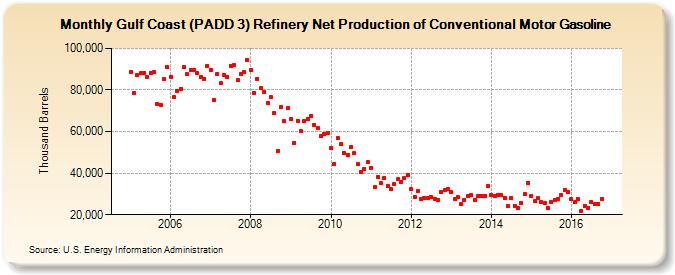 Monthly Gulf Coast (PADD 3) Refinery Net Production of Conventional Motor Gasoline
Thousand Barrels
100,000
80,000
60,000
40,000
20,000
2006 2008 2010 2012 2014 2016
Source: U.S. Energy Information Administration